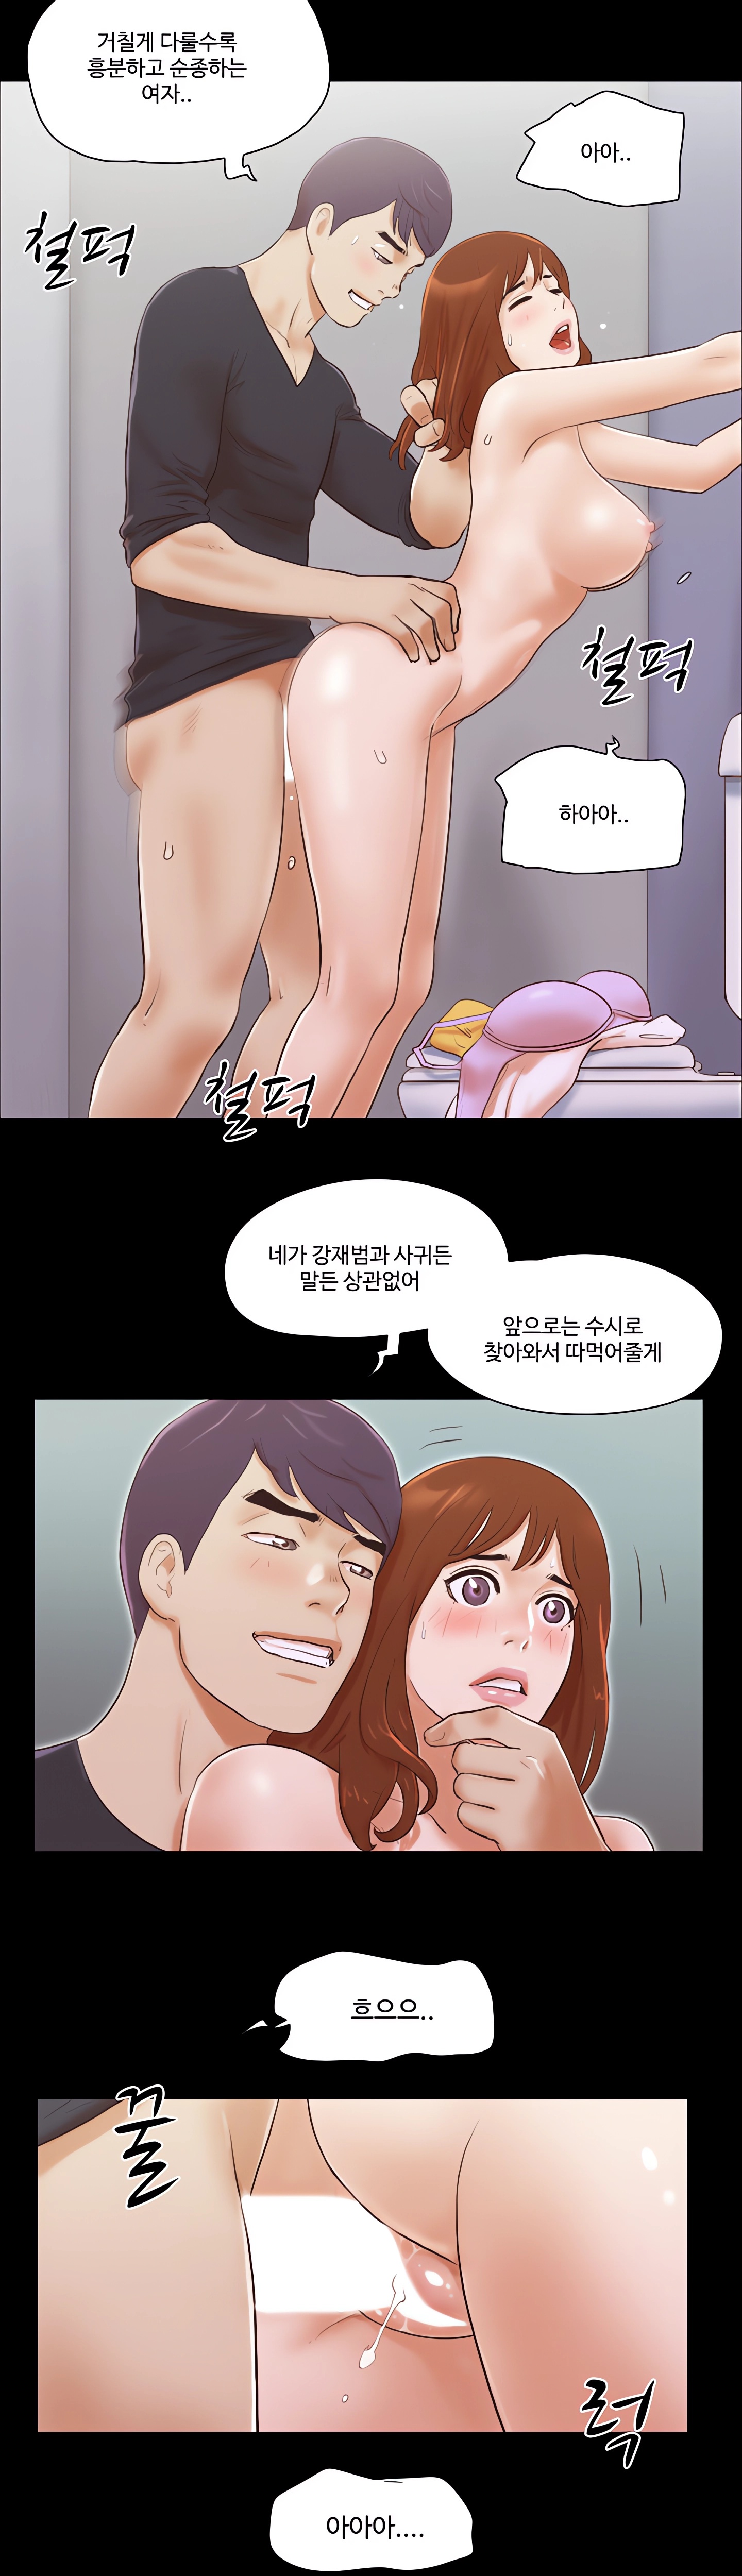 거칠게 다룰수록
흥분하고 순종하는
여자..
아아..
철퍽
철퍽
하아아..
철퍽
네가 강재범과 사귀든
말든 상관없어
앞으로는 수시로
찾아와서 따먹어줄게
흐으으..
꿀
럭
아아아....